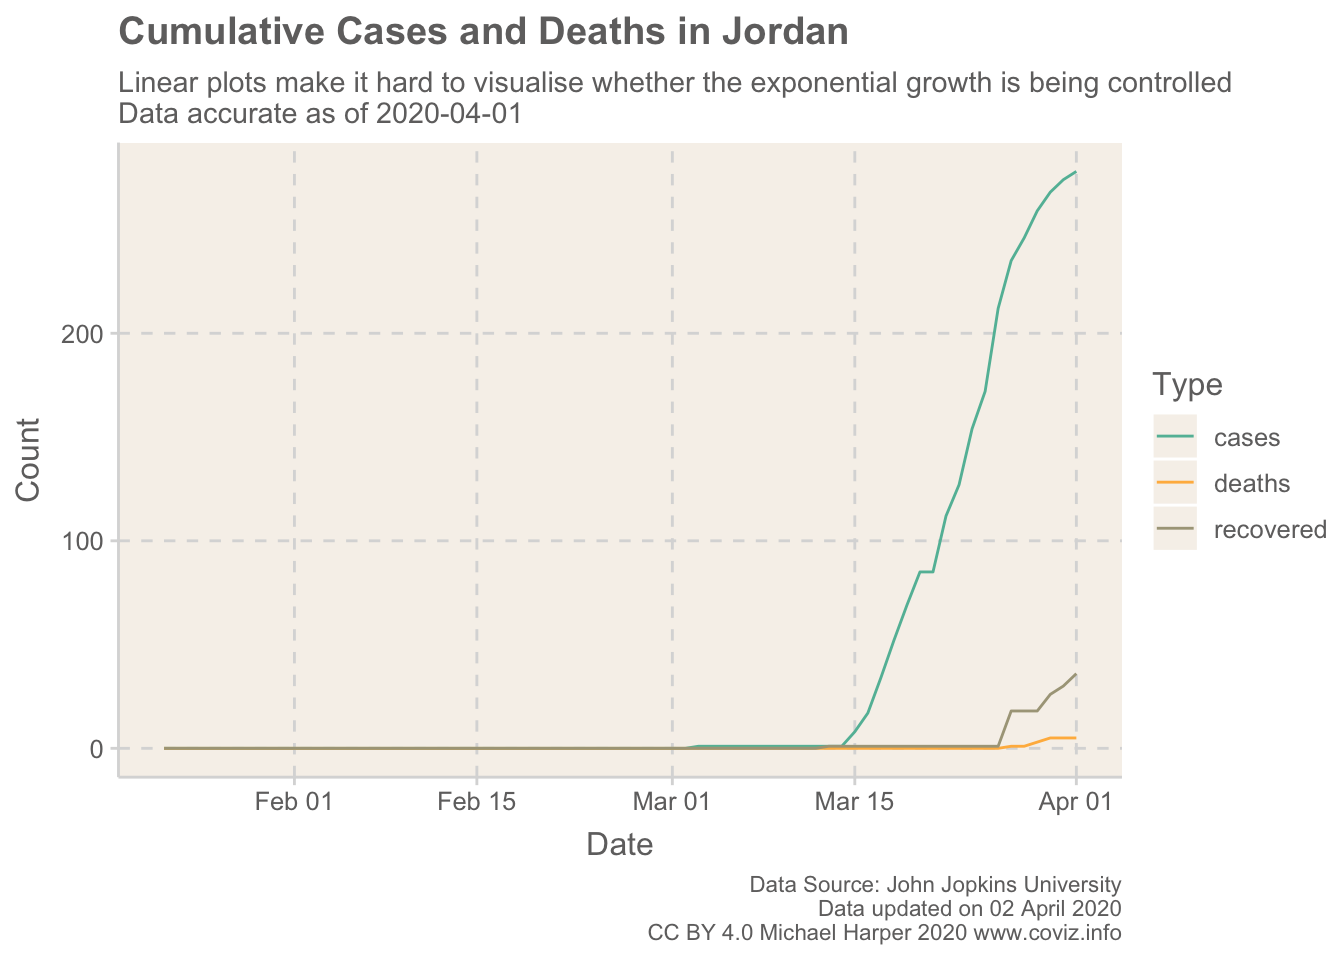 Cumulative Cases and Deaths in Jordan
Linear plots make it hard to visualise whether the exponential growth is being controlled
Data accurate as of 2020-04-01
Count
200
100
0
Feb 01
Feb 15
Mar 01
Mar 15
Apr 01
Date
Type
cases
deaths
recovered
Data Source: John Jopkins University
Data updated on 02 April 2020
CC BY 4.0 Michael Harper 2020 www.coviz.info